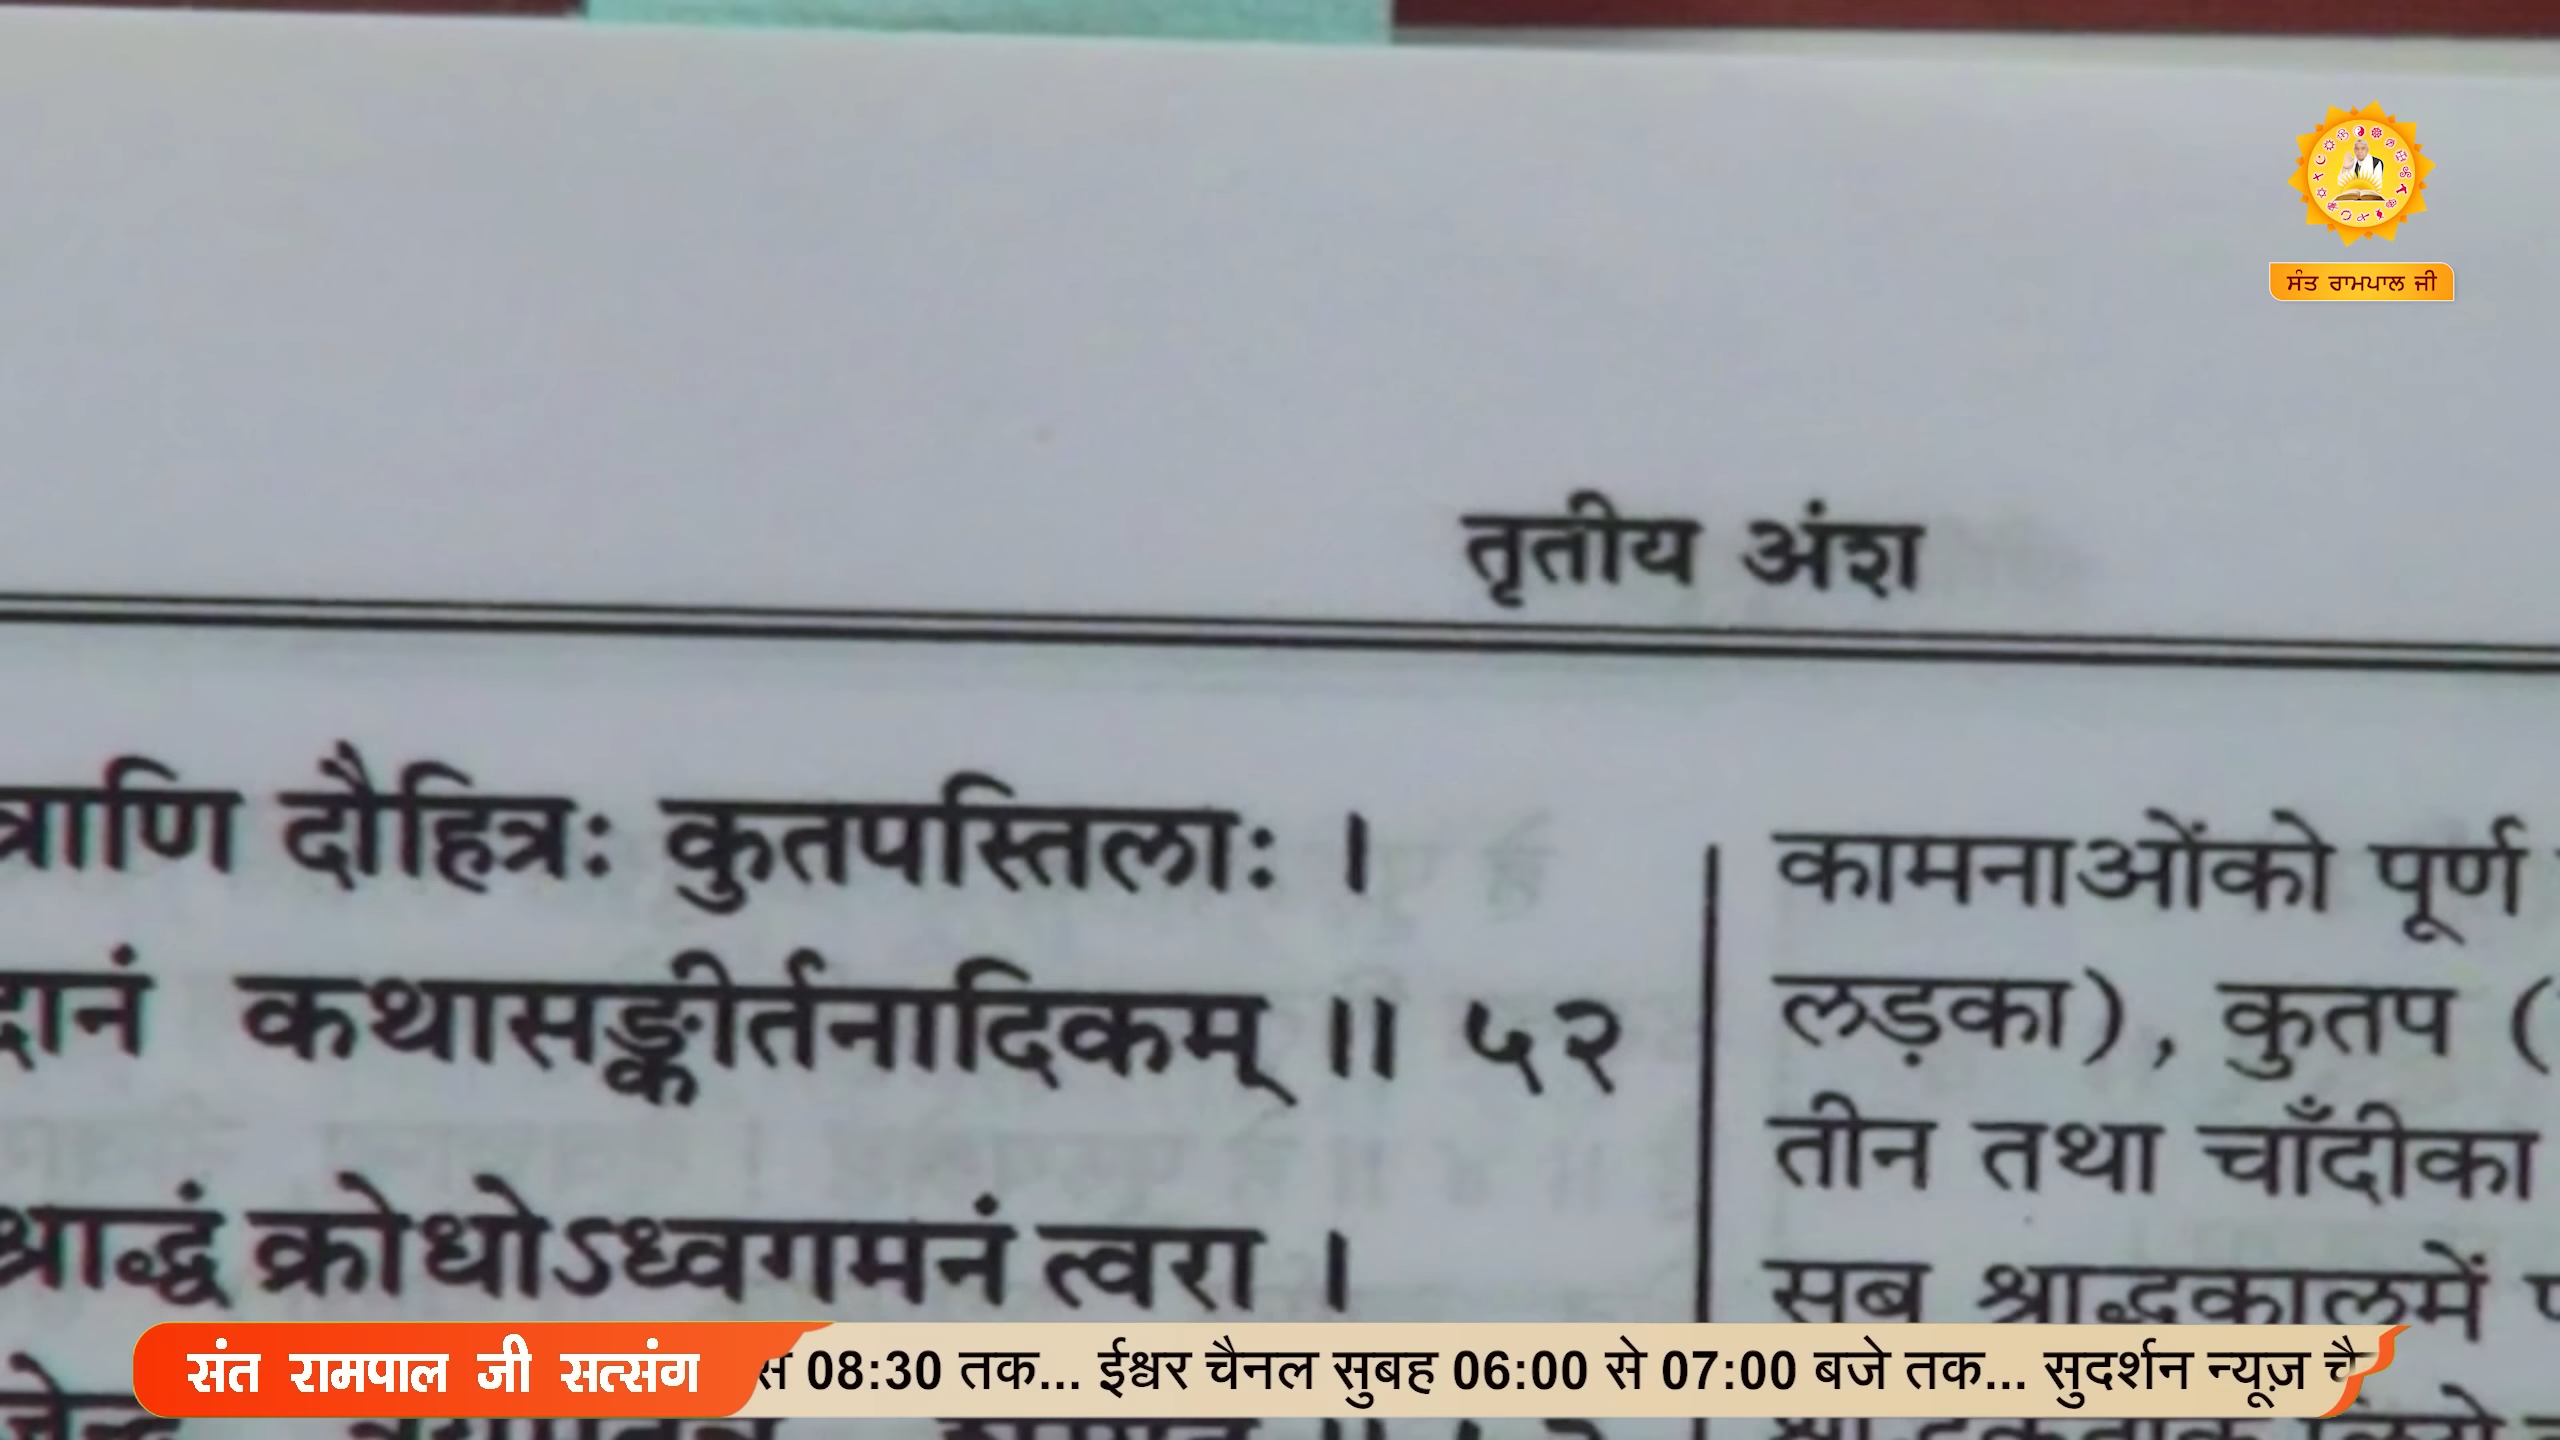 ਸੰਤ ਰਾਮਪਾਲ ਜੀ
तृतीय अंश
त्राणि दौहित्रः कुतपस्तिलाः ।
दानं कथासङ्कीर्तनादिकम् ॥ ५२
श्राद्धं क्रोधोऽध्वगमनं त्वरा ।
कामनाओंको पूर्ण
लड़का), कुतप (
तीन तथा चाँदीका
सब श्राद्धकालमें
संत रामपाल जी सत्संग
से 08:30 तक... ईश्वर चैनल सुबह 06:00 से 07:00 बजे तक... सुदर्शन न्यूज़